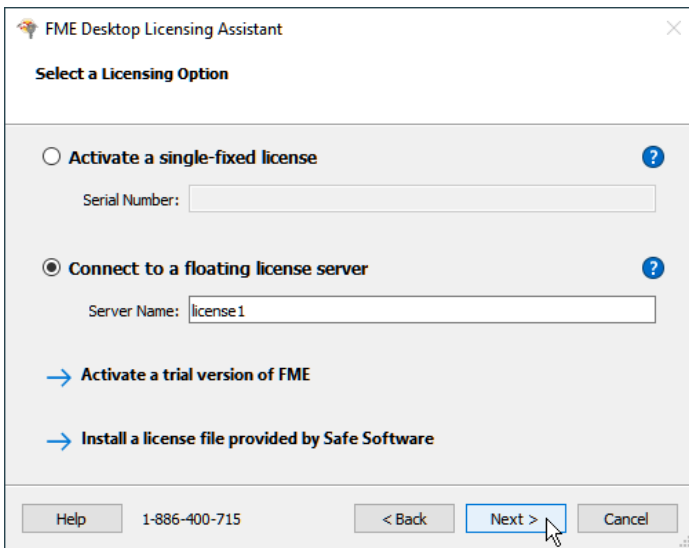 FME Desktop Licensing Assistant
Select a Licensing Option
Activate a single-fixed license
?
Serial Number:
Connect to a floating license server
?
Server Name: license1
Activate a trial version of FME
Install a license file provided by Safe Software
Help 1-886-400-715 < Back Next > Cancel